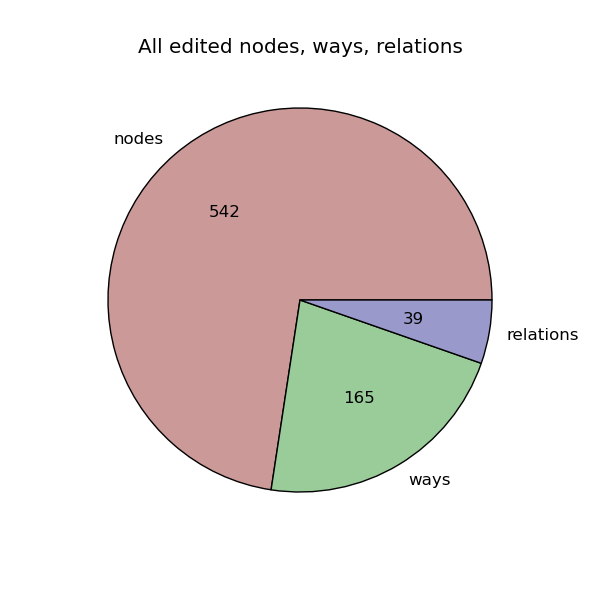 All edited nodes, ways, relations
nodes
542
39
relations
165
ways